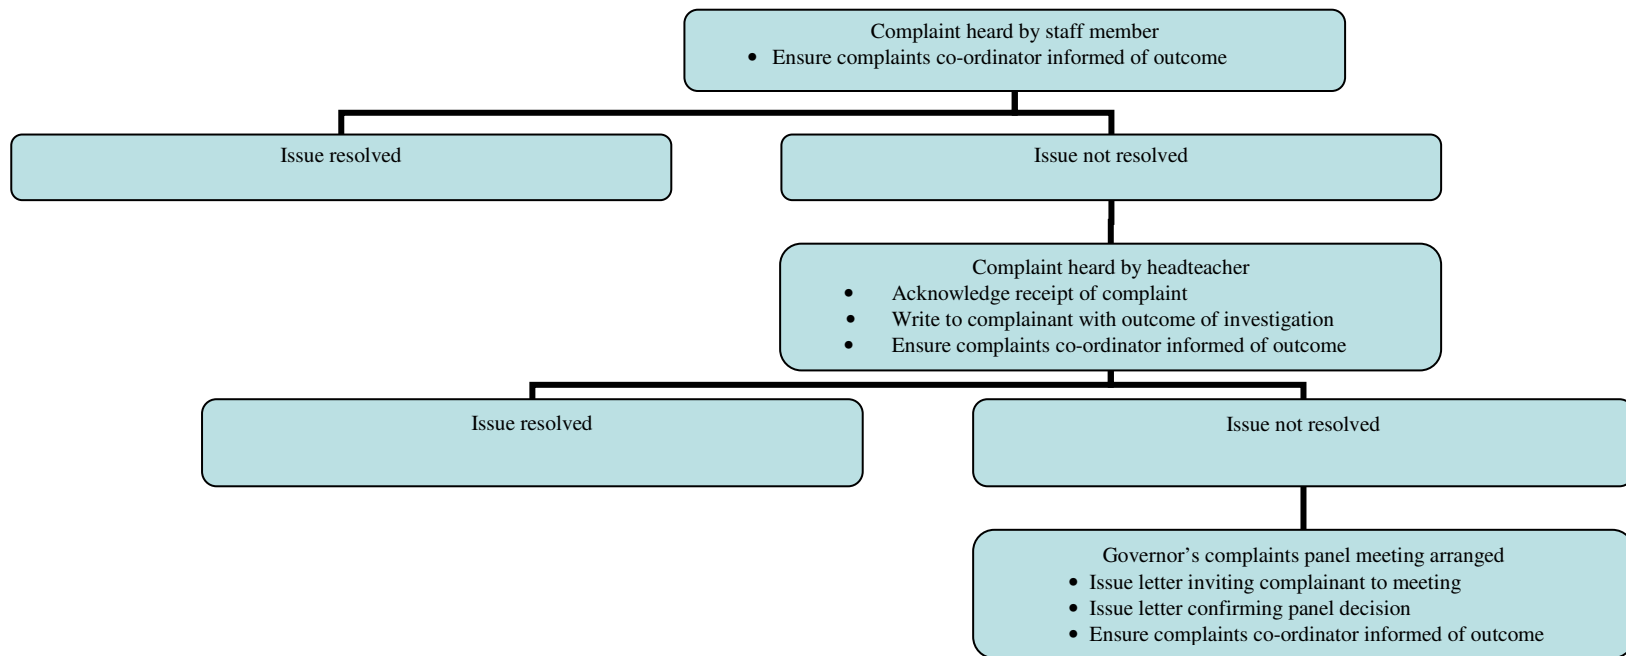 Complaint heard by staff member
• Ensure complaints co-ordinator informed of outcome
Issue resolved
Issue not resolved
Complaint heard by headteacher
• Acknowledge receipt of complaint
• Write to complainant with outcome of investigation
• Ensure complaints co-ordinator informed of outcome
Issue resolved
Issue not resolved
Governor’s complaints panel meeting arranged
• Issue letter inviting complainant to meeting
• Issue letter confirming panel decision
• Ensure complaints co-ordinator informed of outcome